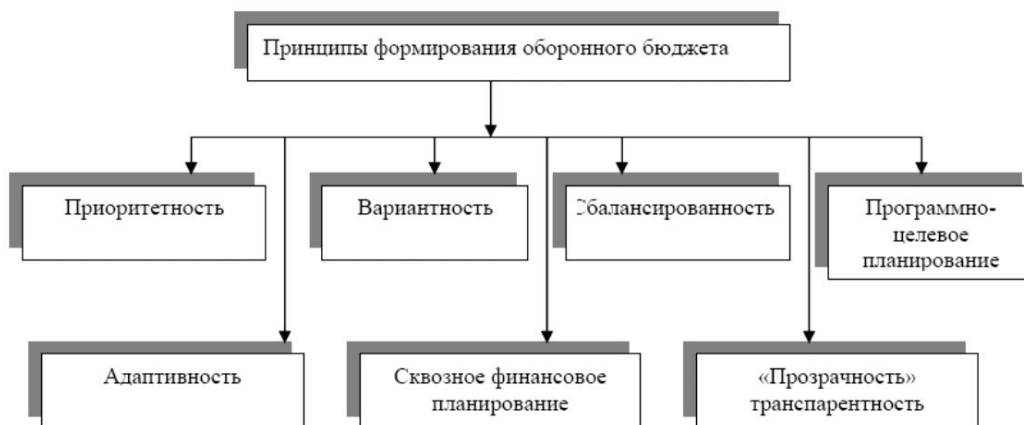 Принципы формирования оборонного бюджета
Приоритетность
Вариантность
Сбалансированность
Программно-
целевое
планирование
Адаптивность
Сквозное финансовое
планирование
«Прозрачность»
транспарентность